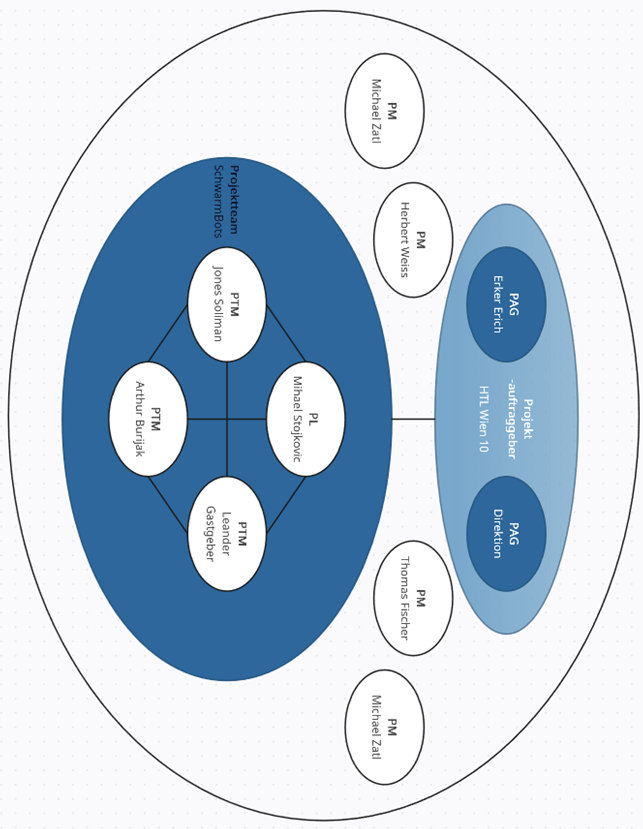 PAG
Erker Erich
Projekt
-auftraggeber
HTL Wien 10
PAG
Direktion
PM
Michael Zatl
PM
Herbert Weiss
PM
Thomas Fischer
PM
Michael Zatl
Projektteam
SchwarmBots
PL
Mihael Stojkovic
PTM
Jones Sollman
PTM
Leander
Gastgeber
PTM
Arthur Burijak